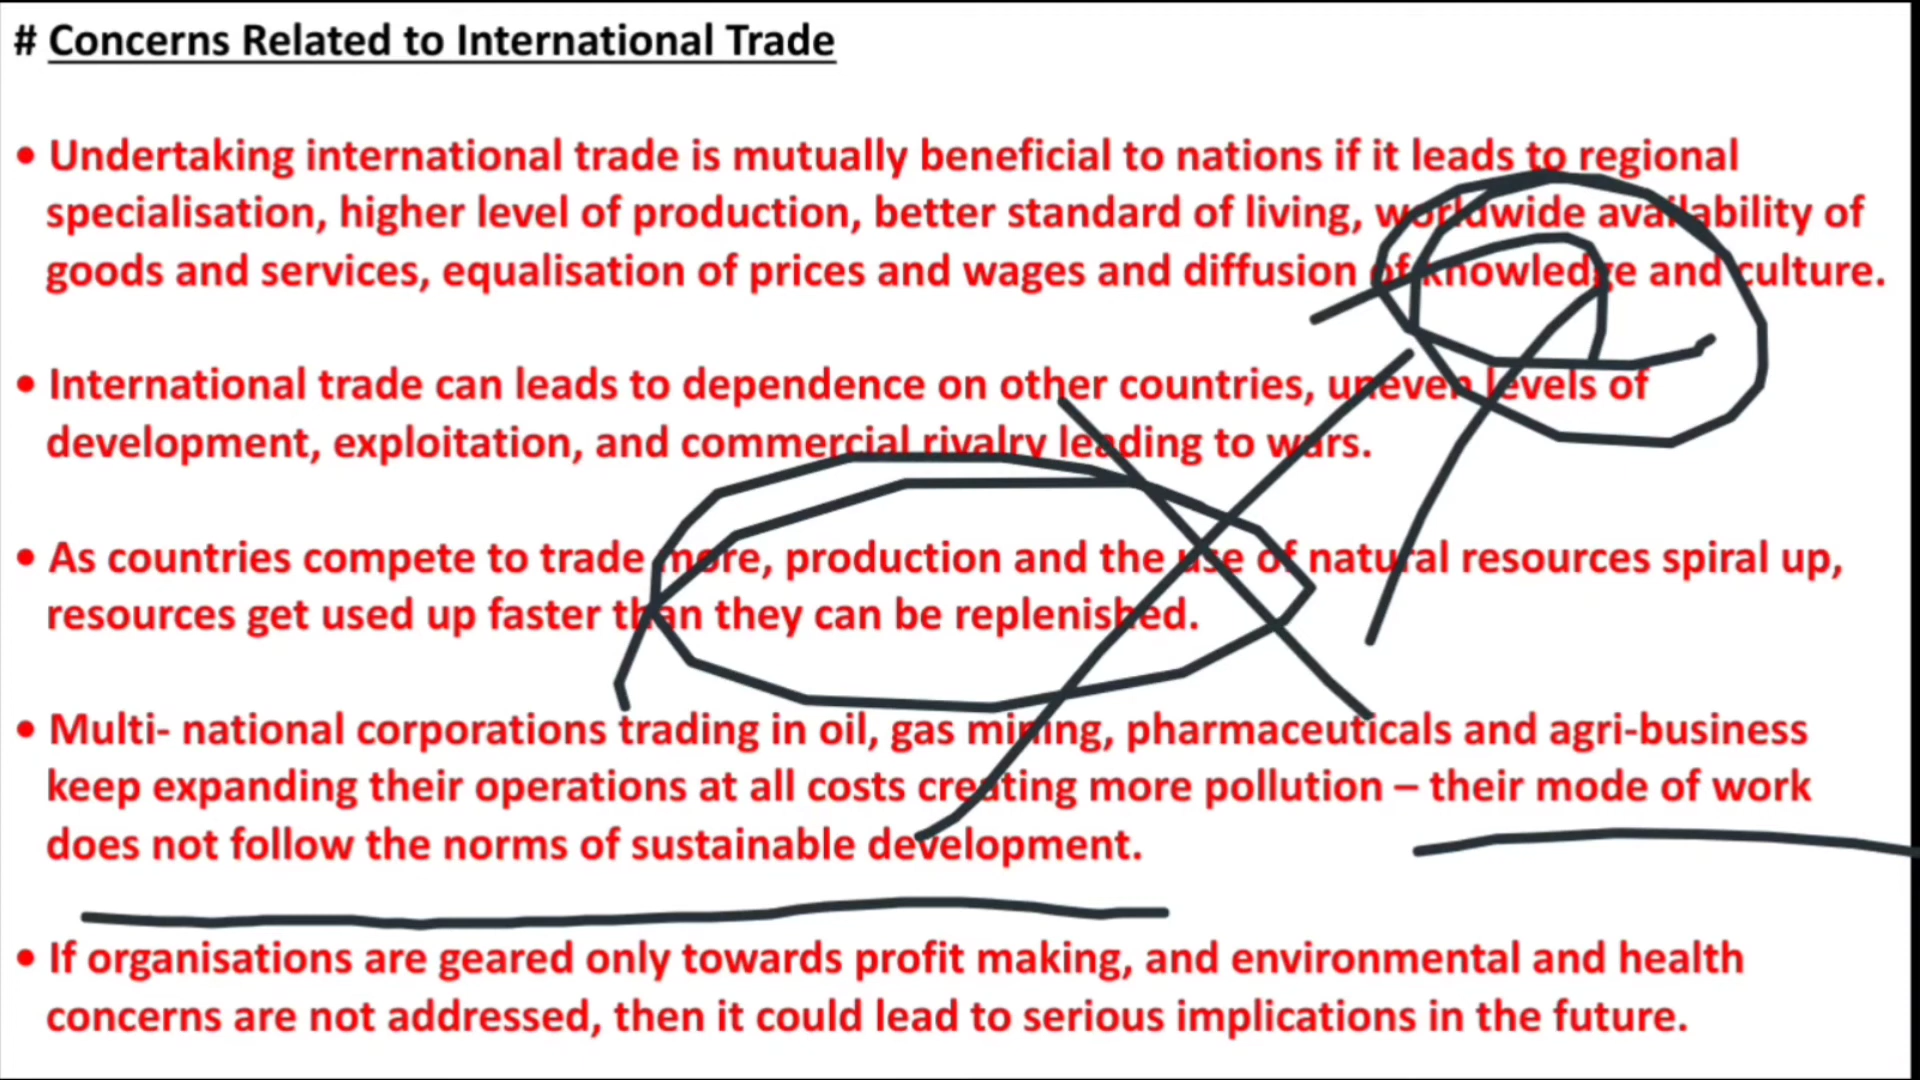 # Concerns Related to International Trade
• Undertaking international trade is mutually beneficial to nations if it leads to regional
specialisation, higher level of production, better standard of living, worldwide availability of
goods and services, equalisation of prices and wages and diffusion of knowledge and culture.
• International trade can leads to dependence on other countries, uneven levels of
development, exploitation, and commercial rivalry leading to wars.
• As countries compete to trade more, production and the use of natural resources spiral up,
resources get used up faster than they can be replenished.
• Multi- national corporations trading in oil, gas mining, pharmaceuticals and agri-business
keep expanding their operations at all costs creating more pollution – their mode of work
does not follow the norms of sustainable development.
• If organisations are geared only towards profit making, and environmental and health
concerns are not addressed, then it could lead to serious implications in the future.